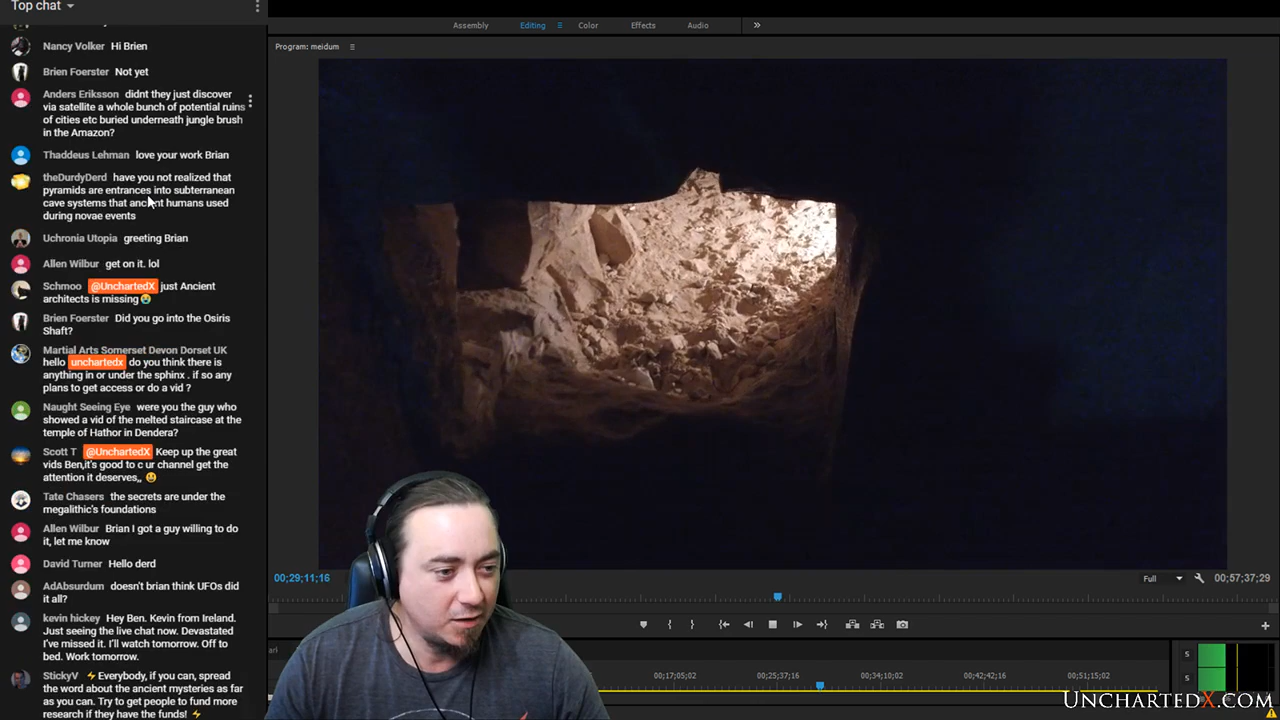 Top chat
Nancy Volker Hi Brien
Brien Foerster Not yet
Anders Eriksson didnt they just discover
via satellite a whole bunch of potential ruins
of cities etc buried underneath jungle brush
in the Amazon?
Thaddeus Lehman love your work Brian
theDurdyDerd have you not realized that
pyramids are entrances into subterranean
cave systems that ancient humans used
during novae events
Uchronia Utopia greeting Brian
Allen Wilbur get on it. lol
Schmoo @UnchartedX just Ancient
architects is missing😭
Brien Foerster Did you go into the Osiris
Shaft?
Martial Arts Somerset Devon Dorset UK
hello unchartedx do you think there is
anything in or under the sphinx . if so any
plans to get access or do a vid ?
Naught Seeing Eye were you the guy who
showed a vid of the melted staircase at the
temple of Hathor in Dendera?
Scott T @UnchartedX Keep up the great
vids Ben,it's good to c ur channel get the
attention it deserves,, 😃
Tate Chasers the secrets are under the
megalithic's foundations
Allen Wilbur Brian I got a guy willing to do
it, let me know
David Turner Hello derd
AdAbsurdum doesn't brian think UFOs did
it all?
kevin hickey Hey Ben. Kevin from Ireland.
Just seeing the live chat now. Devastated
I've missed it. I'll watch tomorrow. Off to
bed. Work tomorrow.
StickyV ⚡Everybody, if you can, spread
the word about the ancient mysteries as far
as you can. Try to get people to fund more
research if they have the funds! ⚡
Assembly Editing Color Effects Audio
Program: meidum
00;29;11;16 Full 00;57;37;29
00;17;05;02 00;25;37;16 00;34;10;02 00;42;42;16 00;51;15;02
5
5
UnchartedX.com